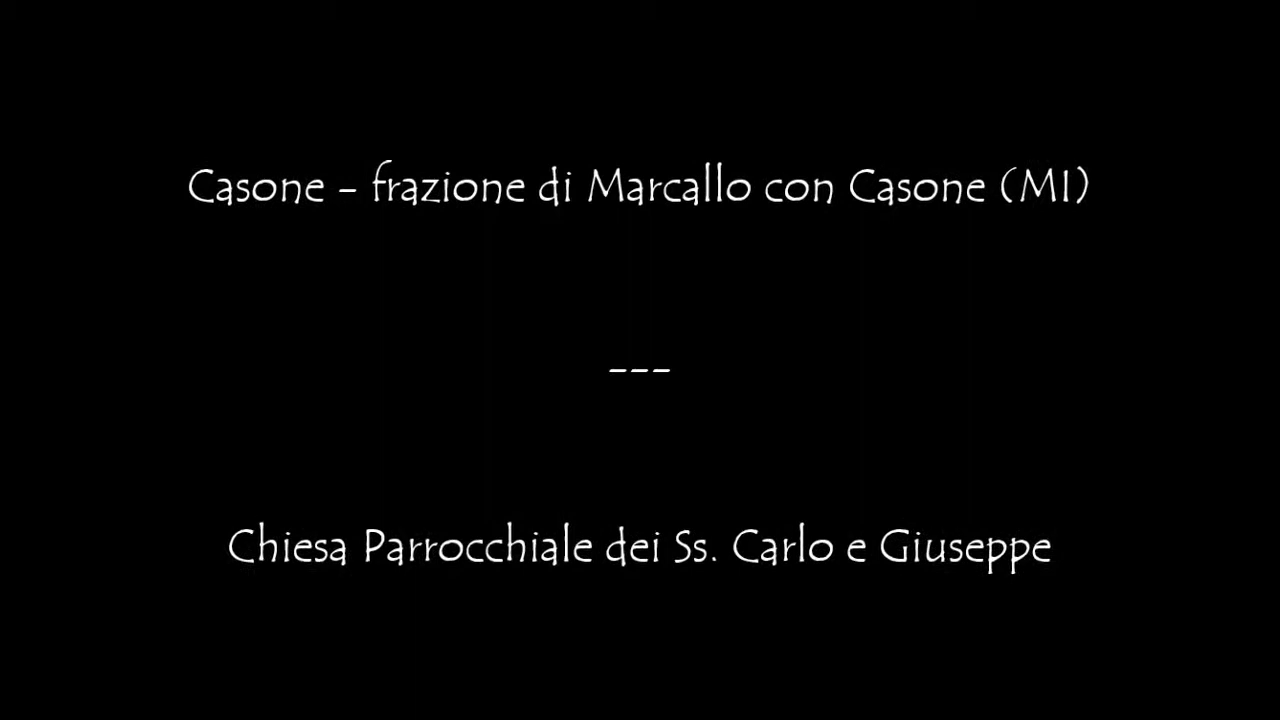 Casone - frazione di Marcallo con Casone (MI)
---
Chiesa Parrocchiale dei Ss. Carlo e Giuseppe